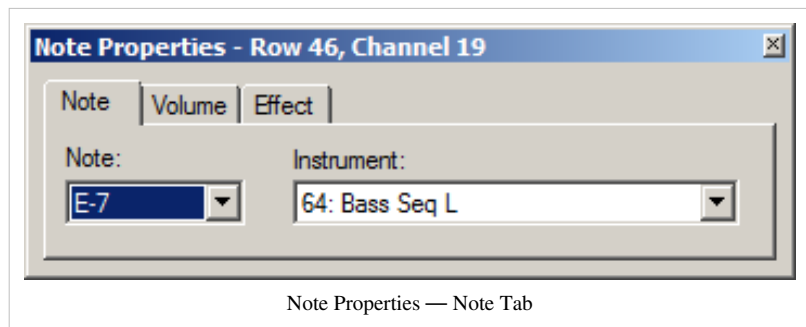 Note Properties - Row 46, Channel 19
Note Volume Effect
Note: Instrument:
E-7 64: Bass Seq L
Note Properties — Note Tab